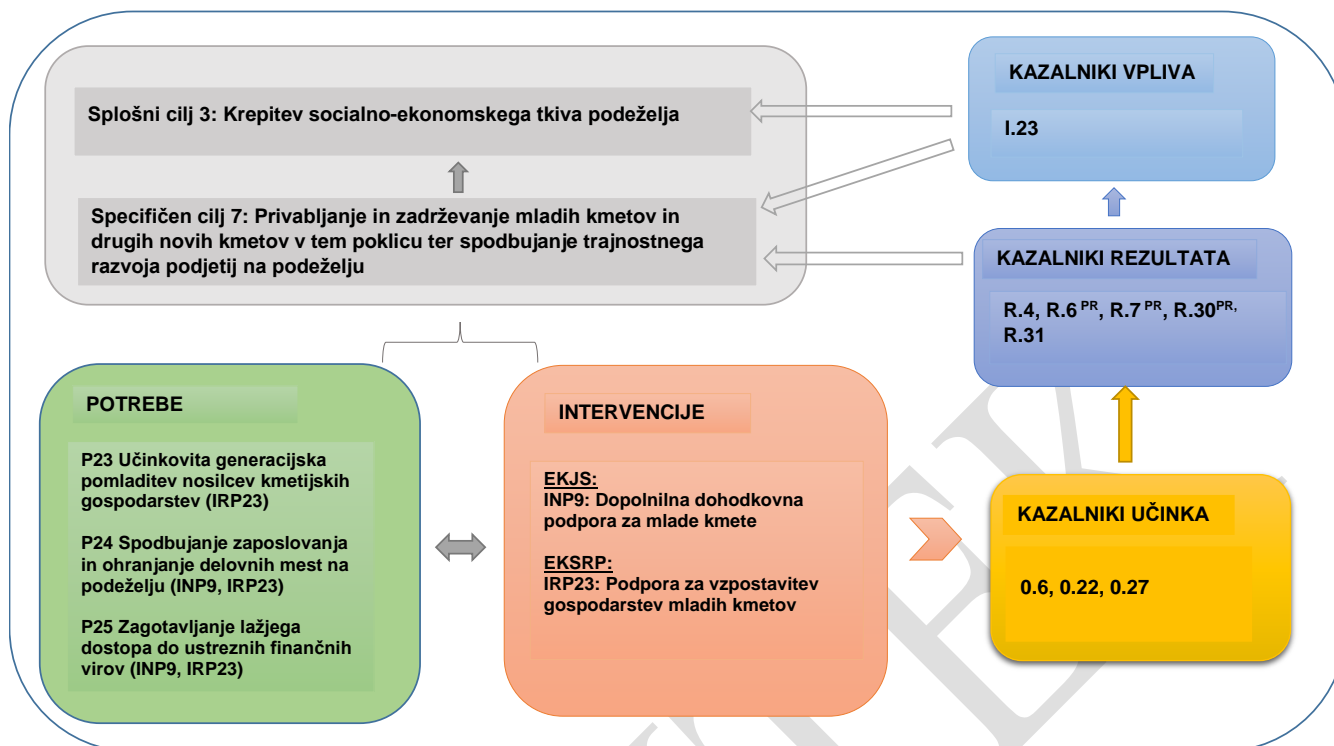 Splošni cilj 3: Krepitev socialno-ekonomskega tkiva podeželja
Specifičen cilj 7: Privabljanje in zadrževanje mladih kmetov in
drugih novih kmetov v tem poklicu ter spodbujanje trajnostnega
razvoja podjetij na podeželju
KAZALNIKI VPLIVA
I.23
KAZALNIKI REZULTATA
R.4, R.6 PR, R.7 PR, R.30PR,
R.31
POTREBE
P23 Učinkovita generacijska
pomladitev nosilcev kmetijskih
gospodarstev (IRP23)
P24 Spodbujanje zaposlovanja
in ohranjanje delovnih mest na
podeželju (INP9, IRP23)
P25 Zagotavljanje lažjega
dostopa do ustreznih finančnih
virov (INP9, IRP23)
INTERVENCIJE
EKJS:
INP9: Dopolnilna dohodkovna
podpora za mlade kmete
EKSRP:
IRP23: Podpora za vzpostavitev
gospodarstev mladih kmetov
KAZALNIKI UČINKA
0.6, 0.22, 0.27